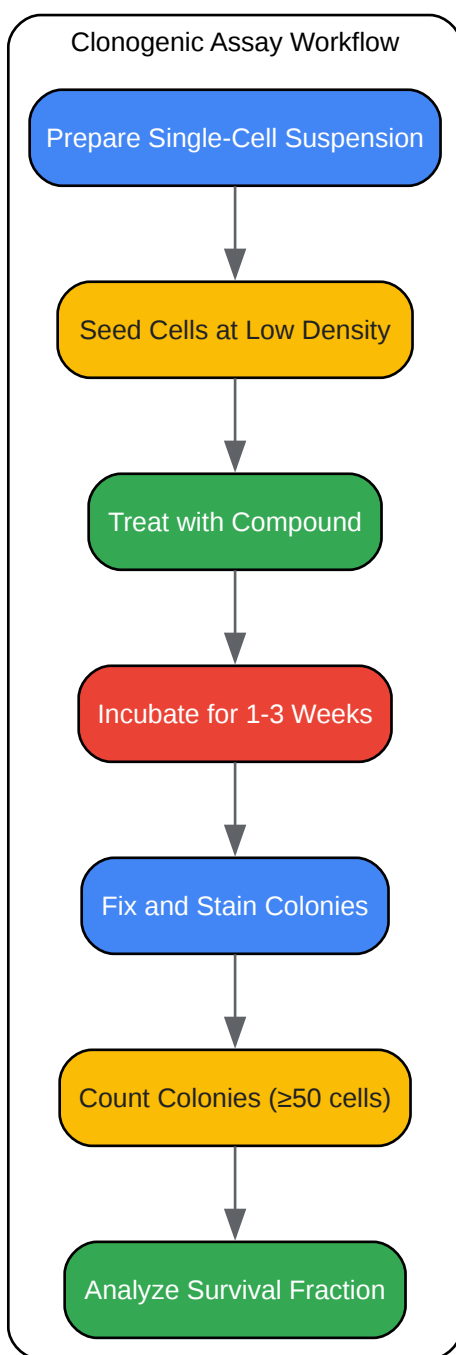 Clonogenic Assay Workflow
Prepare Single-Cell Suspension
Seed Cells at Low Density
Treat with Compound
Incubate for 1-3 Weeks
Fix and Stain Colonies
Count Colonies (≥50 cells)
Analyze Survival Fraction